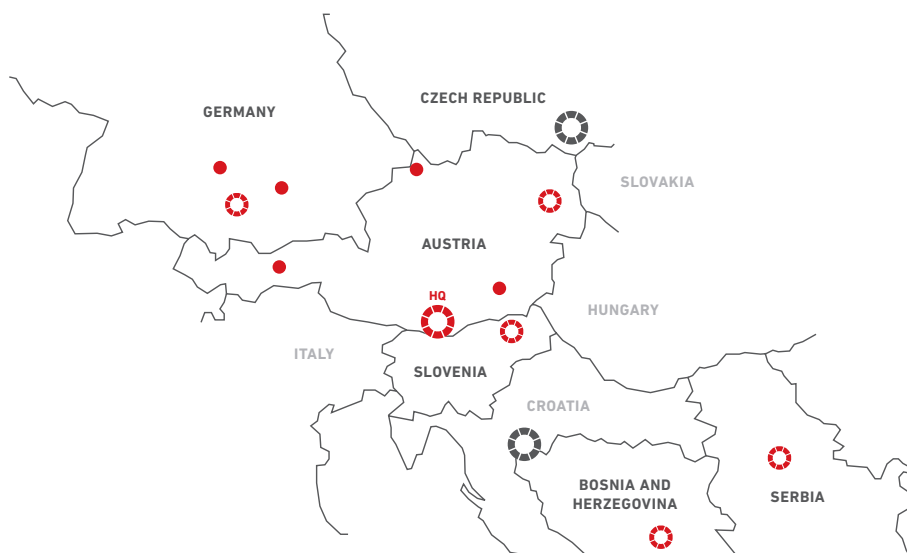 CZECH REPUBLIC
GERMANY
SLOVAKIA
AUSTRIA
HQ
HUNGARY
ITALY
SLOVENIA
CROATIA
BOSNIA AND
HERZEGOVINA
SERBIA